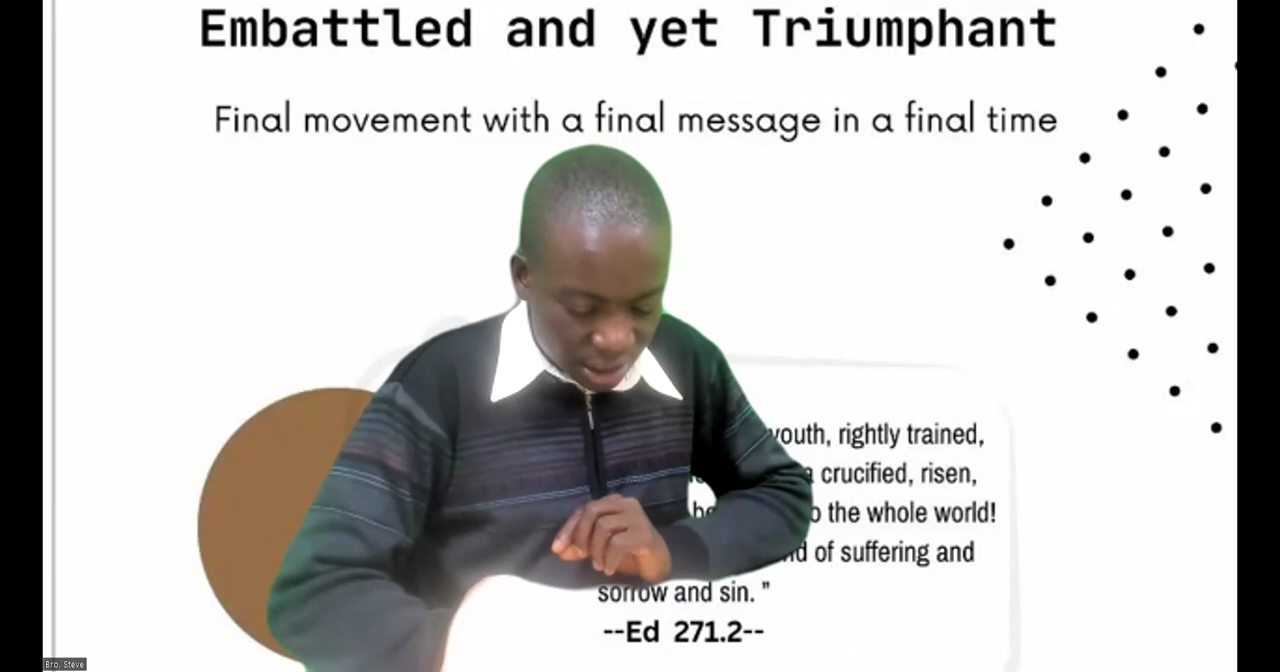 Embattled and yet Triumphant
Final movement with a final message in a final time
youth, rightly trained,
a crucified, risen,
the whole world!
of suffering and
sorrow and sin. ”
--Ed 271.2--
Bro. Steve